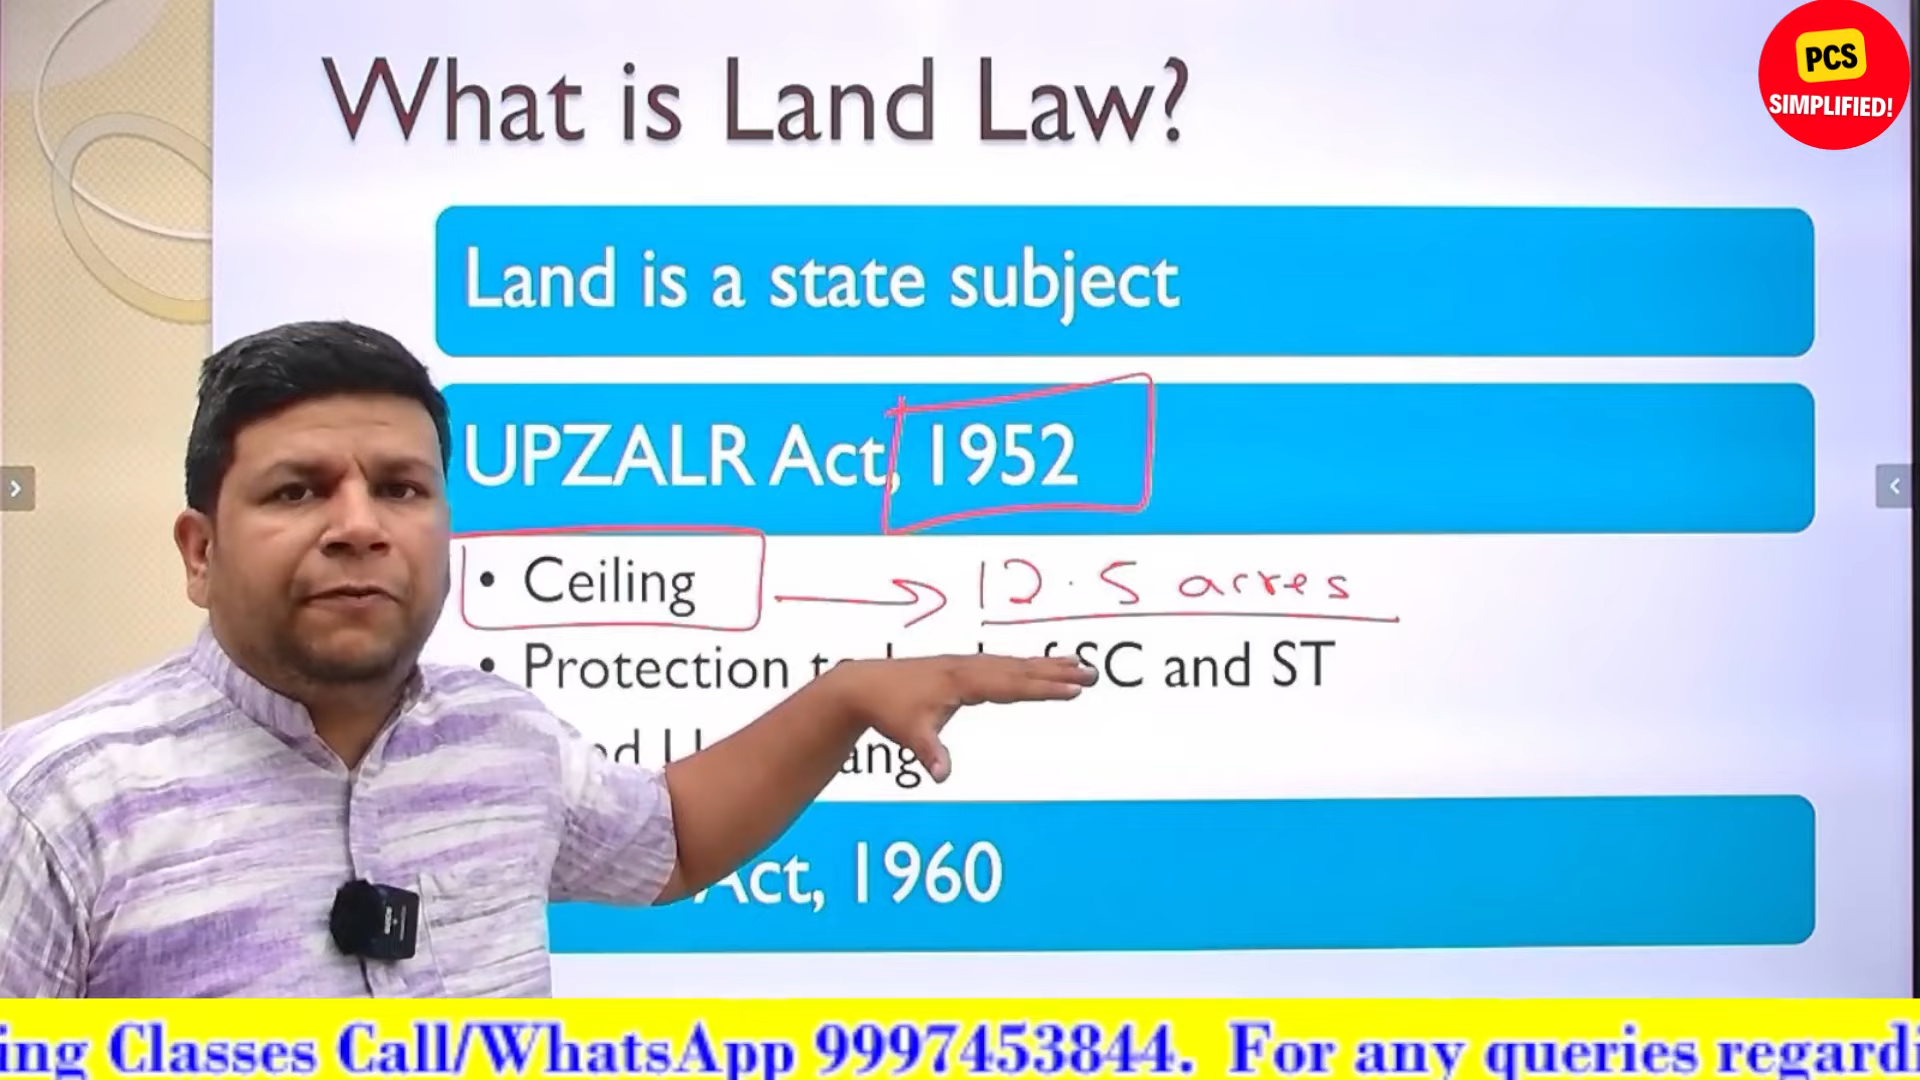 What is Land Law?
PCS
SIMPLIFIED!
Land is a state subject
UPZALR Act, 1952
• Ceiling → 12.5 acres
• Protection SC and ST
Act, 1960
ing Classes Call/WhatsApp 9997453844. For any queries regardi